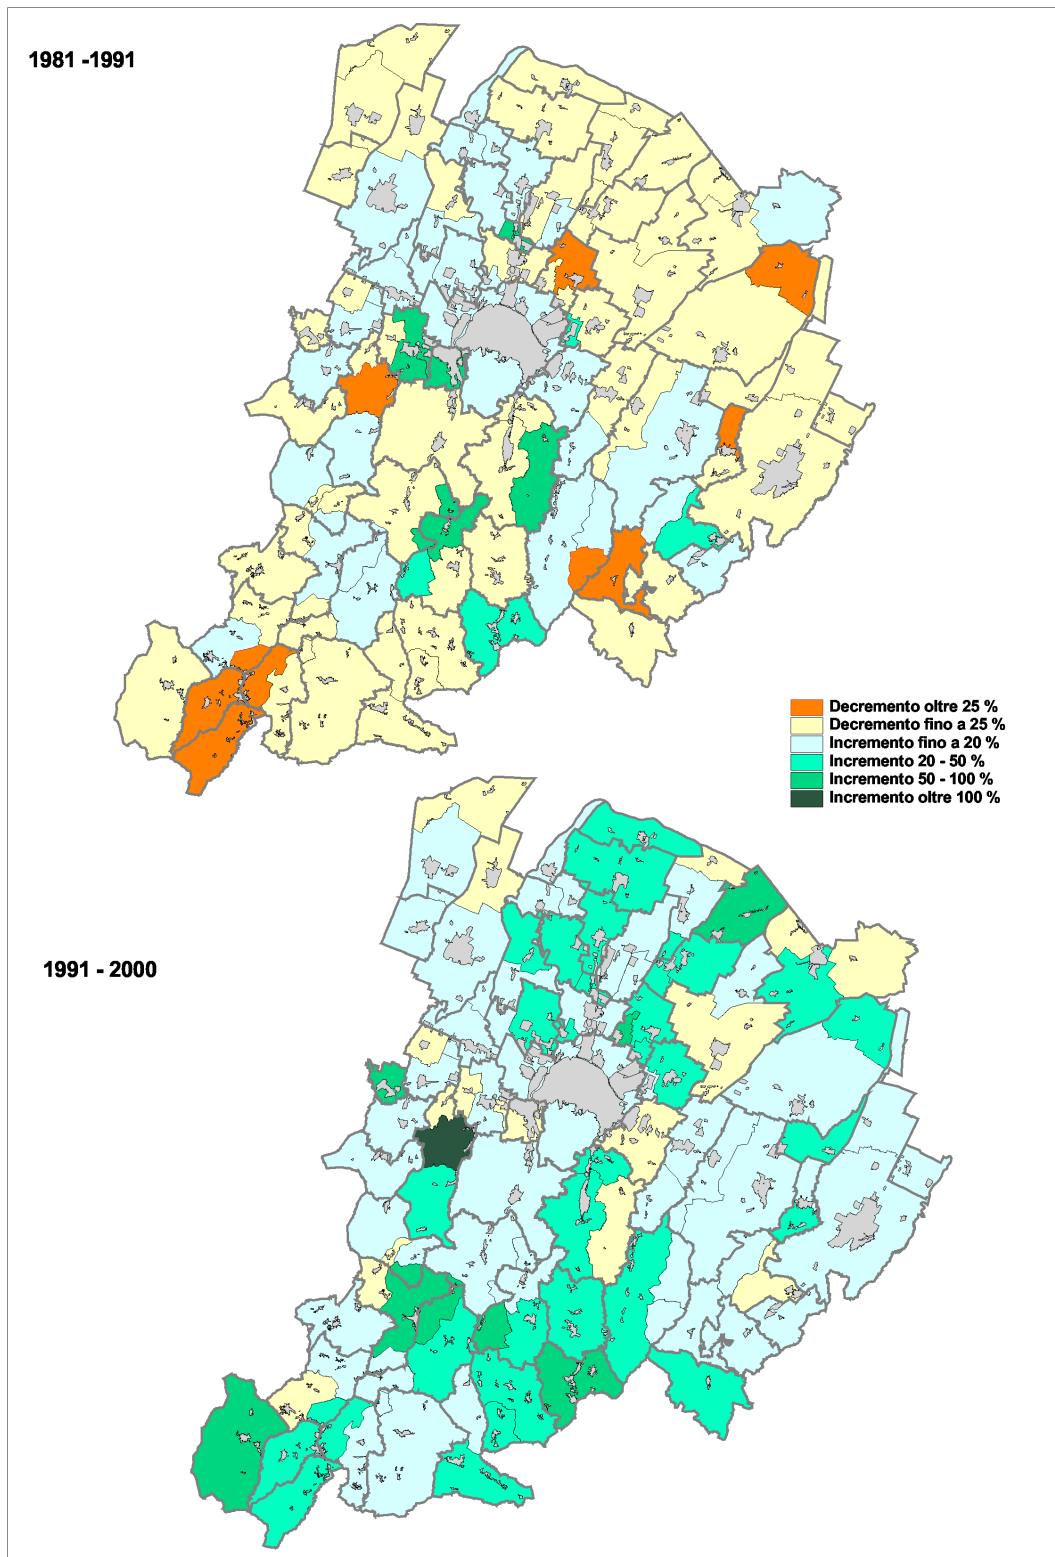 1981 -1991
Decremento oltre 25 %
Decremento fino a 25 %
Incremento fino a 20 %
Incremento 20 - 50 %
Incremento 50 - 100 %
Incremento oltre 100 %
1991 - 2000